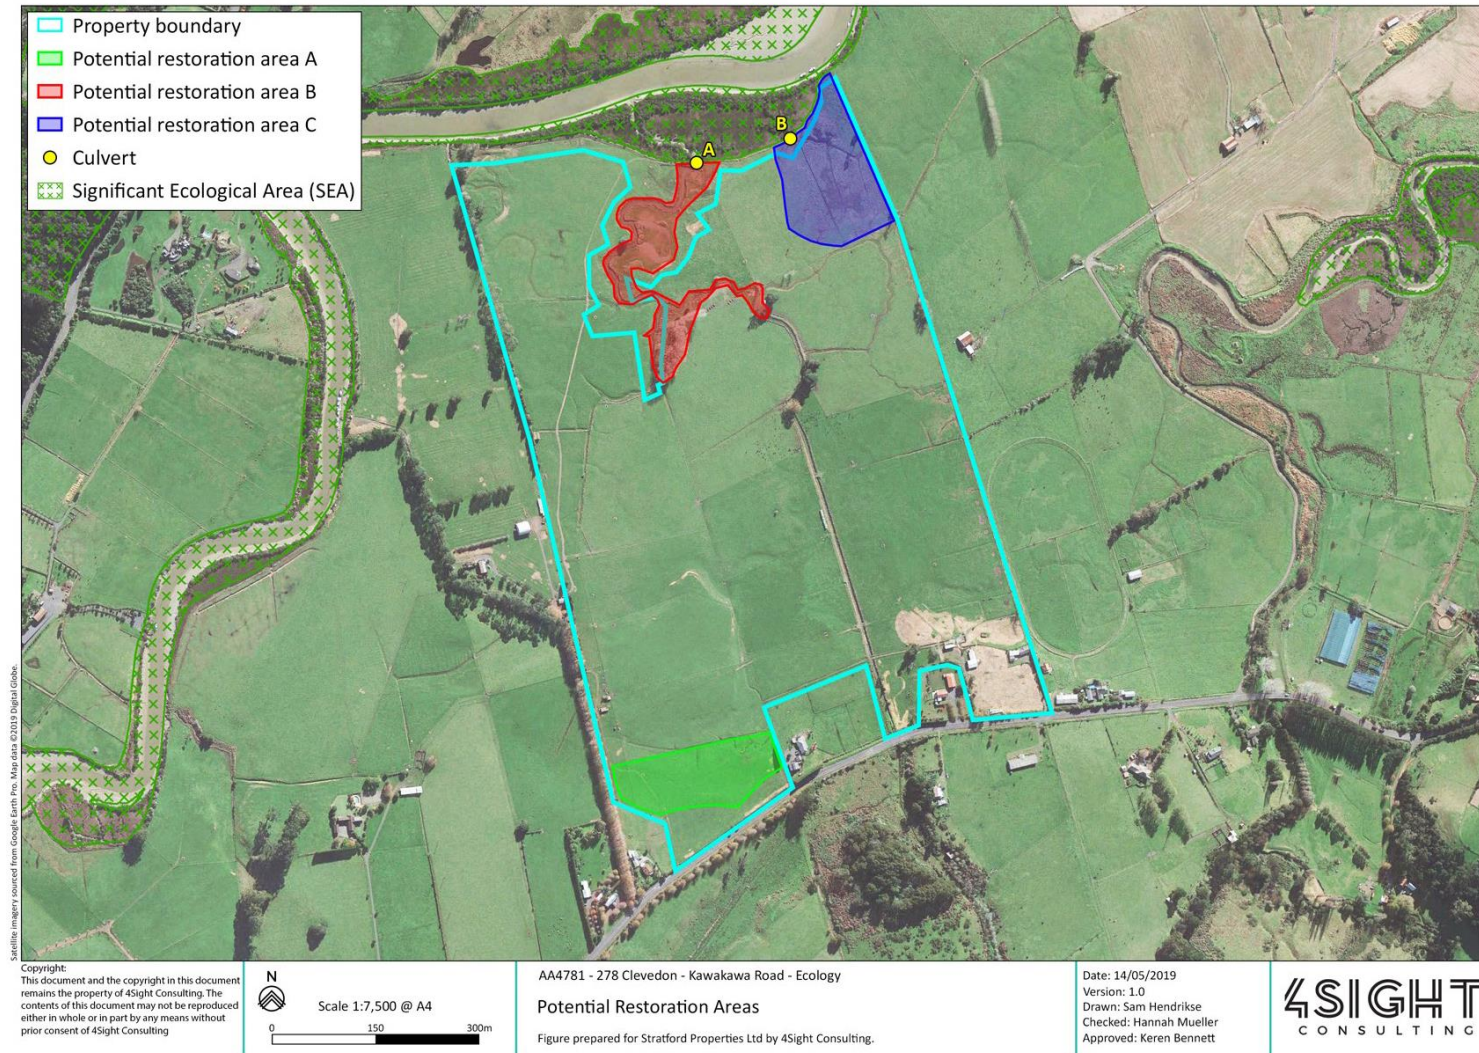 Property boundary
Potential restoration area A
Potential restoration area B
Potential restoration area C
Culvert
Significant Ecological Area (SEA)
B
A
Satellite imagery sourced from Google Earth Pro. Map data ©2019 Digital Globe.
Copyright:
This document and the copyright in this document
remains the property of 4Sight Consulting. The
contents of this document may not be reproduced
either in whole or in part by any means without
prior consent of 4Sight Consulting
N
Scale 1:7,500 @ A4
0 150 300m
AA4781 - 278 Clevedon - Kawakawa Road - Ecology
Potential Restoration Areas
Figure prepared for Stratford Properties Ltd by 4Sight Consulting.
Date: 14/05/2019
Version: 1.0
Drawn: Sam Hendrikse
Checked: Hannah Mueller
Approved: Keren Bennett
4SIGHT
CONSULTING